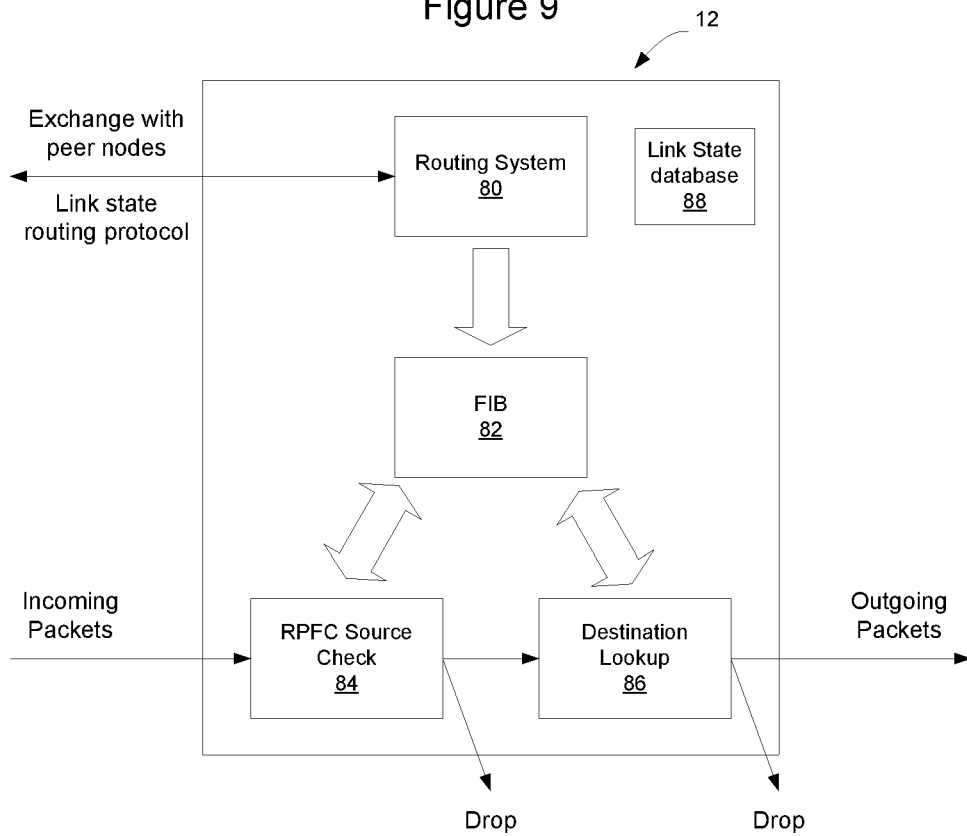 Figure 9
12
Exchange with
peer nodes
Link state
routing protocol
Routing System
80
Link State
database
88
FIB
82
Incoming
Packets
RPFC Source
Check
84
Destination
Lookup
86
Outgoing
Packets
Drop
Drop